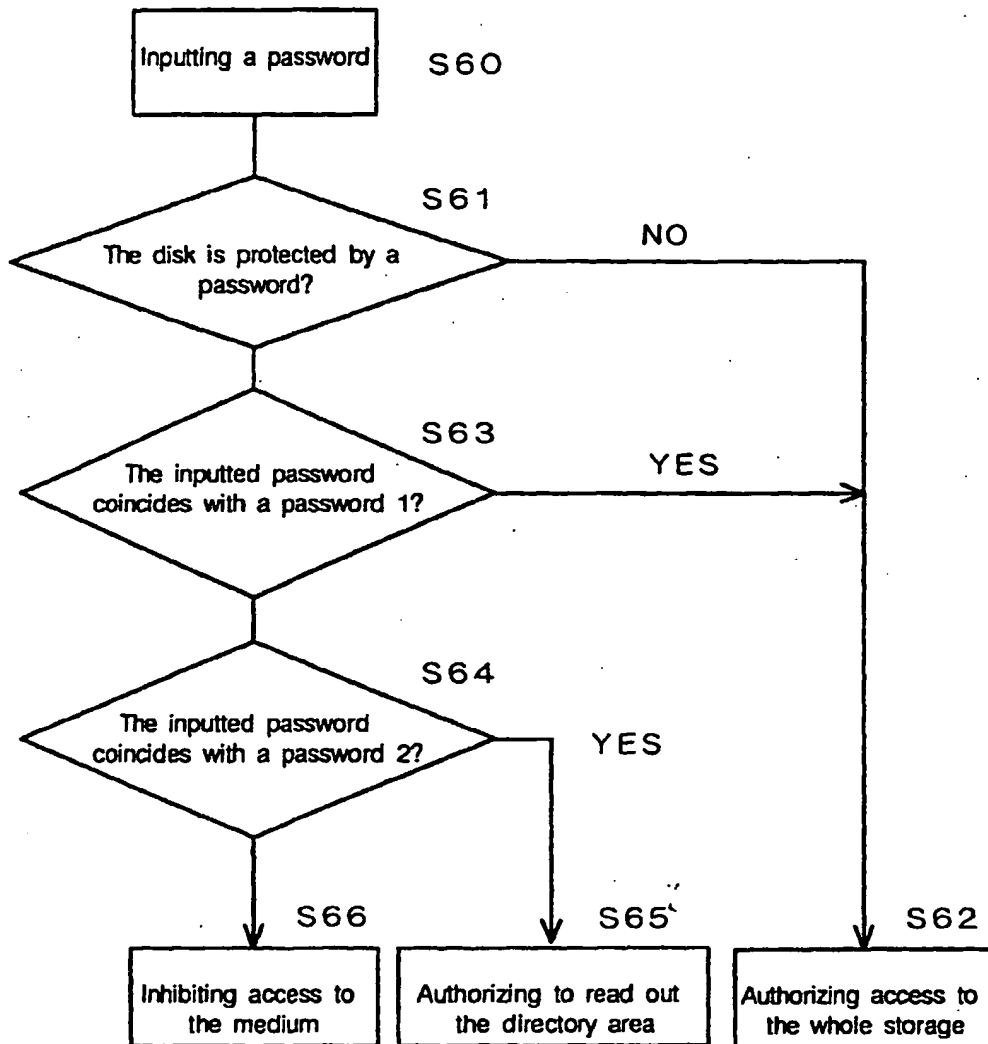 Inputting a password
S60
S61
The disk is protected by a
password?
NO
S63
The inputted password
coincides with a password 1?
YES
S64
The inputted password
coincides with a password 2?
YES
S66
S65
S62
Inhibiting access to
the medium
Authorizing to read out
the directory area
Authorizing access to
the whole storage